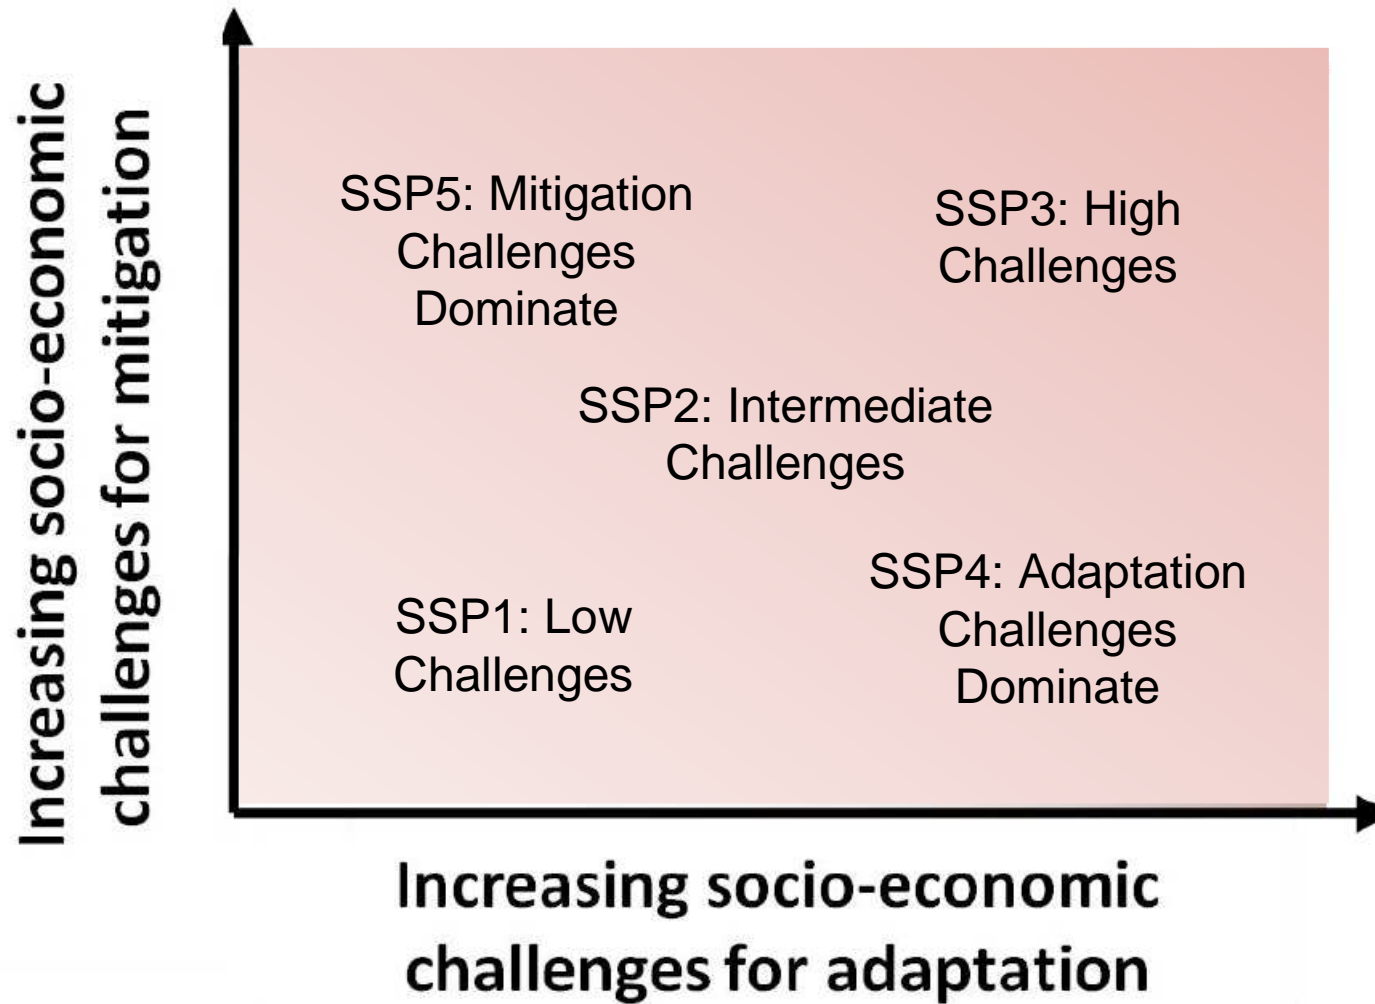 Increasing socio-economic
challenges for mitigation
SSP5: Mitigation
Challenges
Dominate
SSP3: High
Challenges
SSP2: Intermediate
Challenges
SSP1: Low
Challenges
SSP4: Adaptation
Challenges
Dominate
Increasing socio-economic
challenges for adaptation